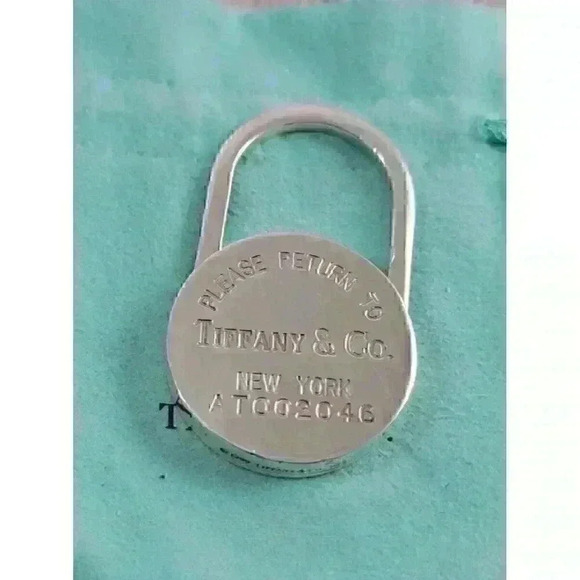 PLEASE RETURN TO
TIFFANY & CO.
NEW YORK
AT002046